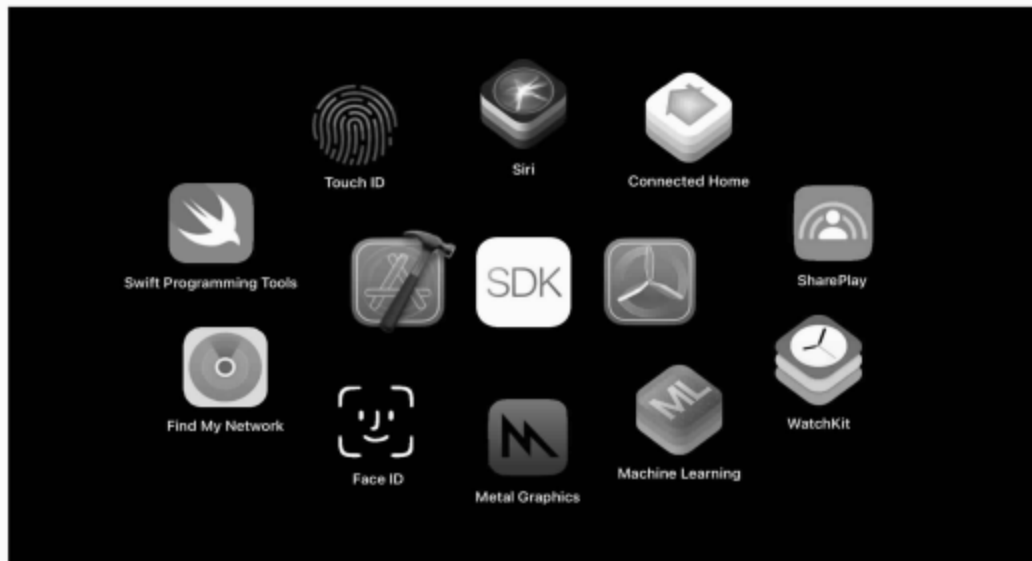 Touch ID
Siri
Connected Home
Swift Programming Tools
SDK
SharePlay
Find My Network
Face ID
Metal Graphics
ML
Machine Learning
WatchKit